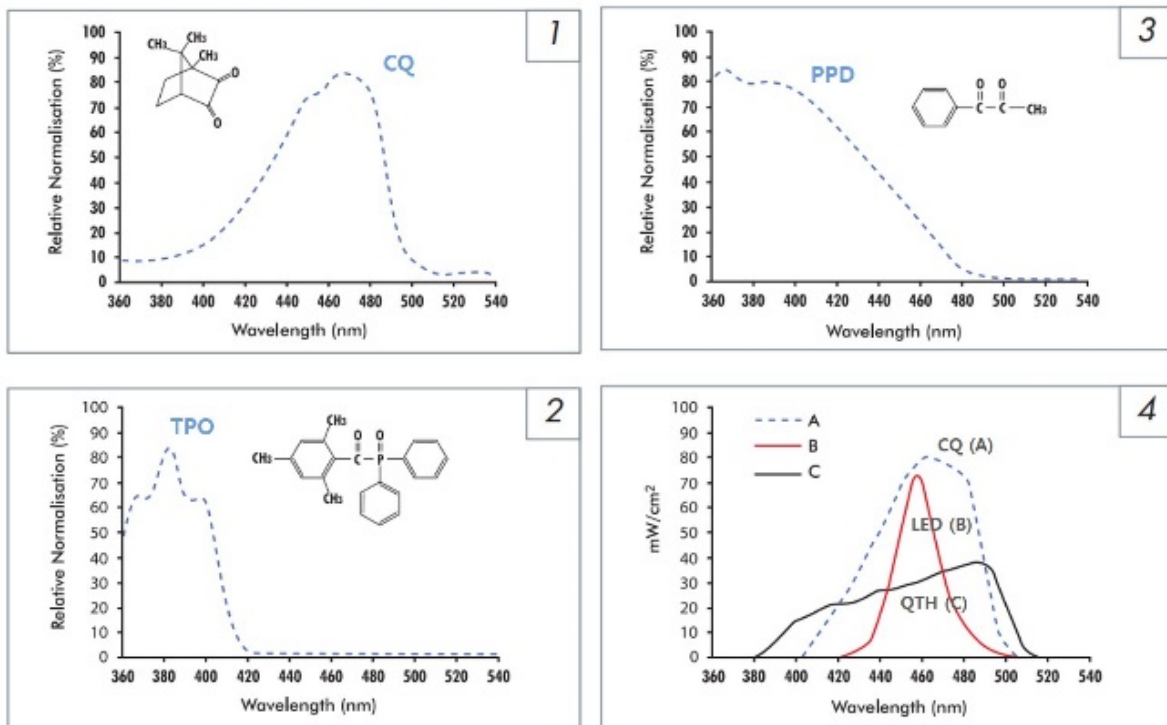 1
CH3
CH3
CH3
O
O
CQ
Relative Normalisation (%)
100
90
80
70
60
50
40
30
20
10
0
360 380 400 420 440 460 480 500 520 540
Wavelength (nm)
3
PPD
O O
C C CH3
Relative Normalisation (%)
100
90
80
70
60
50
40
30
20
10
0
360 380 400 420 440 460 480 500 520 540
Wavelength (nm)
2
TPO
CH3
O O
CH3 C P
CH3
Relative Normalisation (%)
100
90
80
70
60
50
40
30
20
10
0
360 380 400 420 440 460 480 500 520 540
Wavelength (nm)
4
A
B
C
CQ (A)
LED (B)
QTH (C)
mW/cm²
100
90
80
70
60
50
40
30
20
10
0
360 380 400 420 440 460 480 500 520 540
Wavelength (nm)